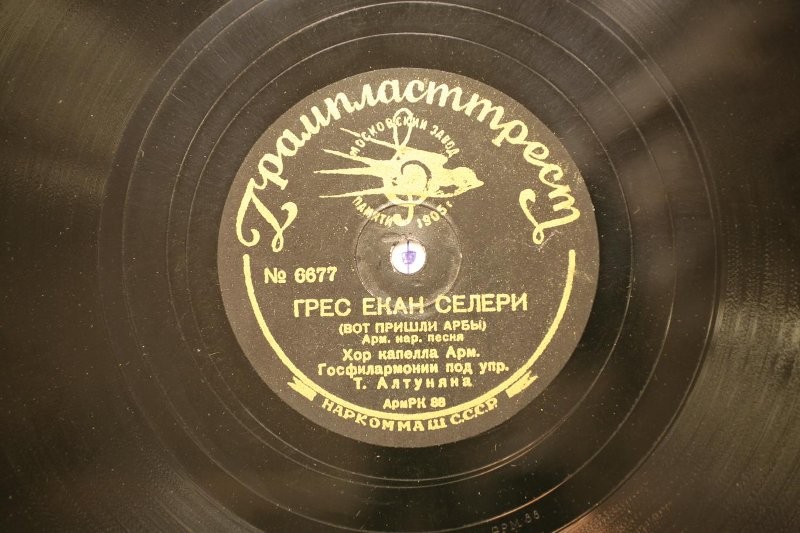 Грампласттрест
МОСКОВСКИЙ ЗАВОД
ПАМЯТИ 1905 г.
№ 6677
ГРЕС ЕКАН СЕЛЕРИ
(ВОТ ПРИШЛИ АРБЫ)
Арм. нар. песня
Хор капелла Арм.
Госфилармонии под упр.
Т. Алтуняна
АрмРК 88
НАРКОММАШ С.С.С.Р.